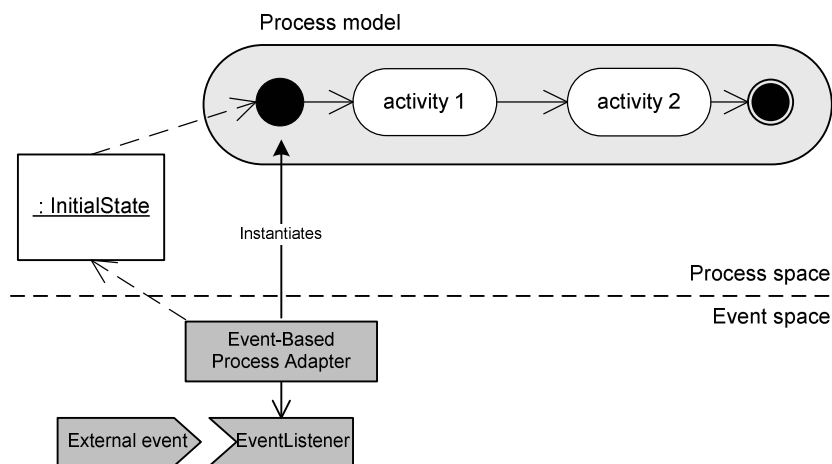 Process model
activity 1
activity 2
: InitialState
Instantiates
Process space
Event space
Event-Based
Process Adapter
External event
EventListener